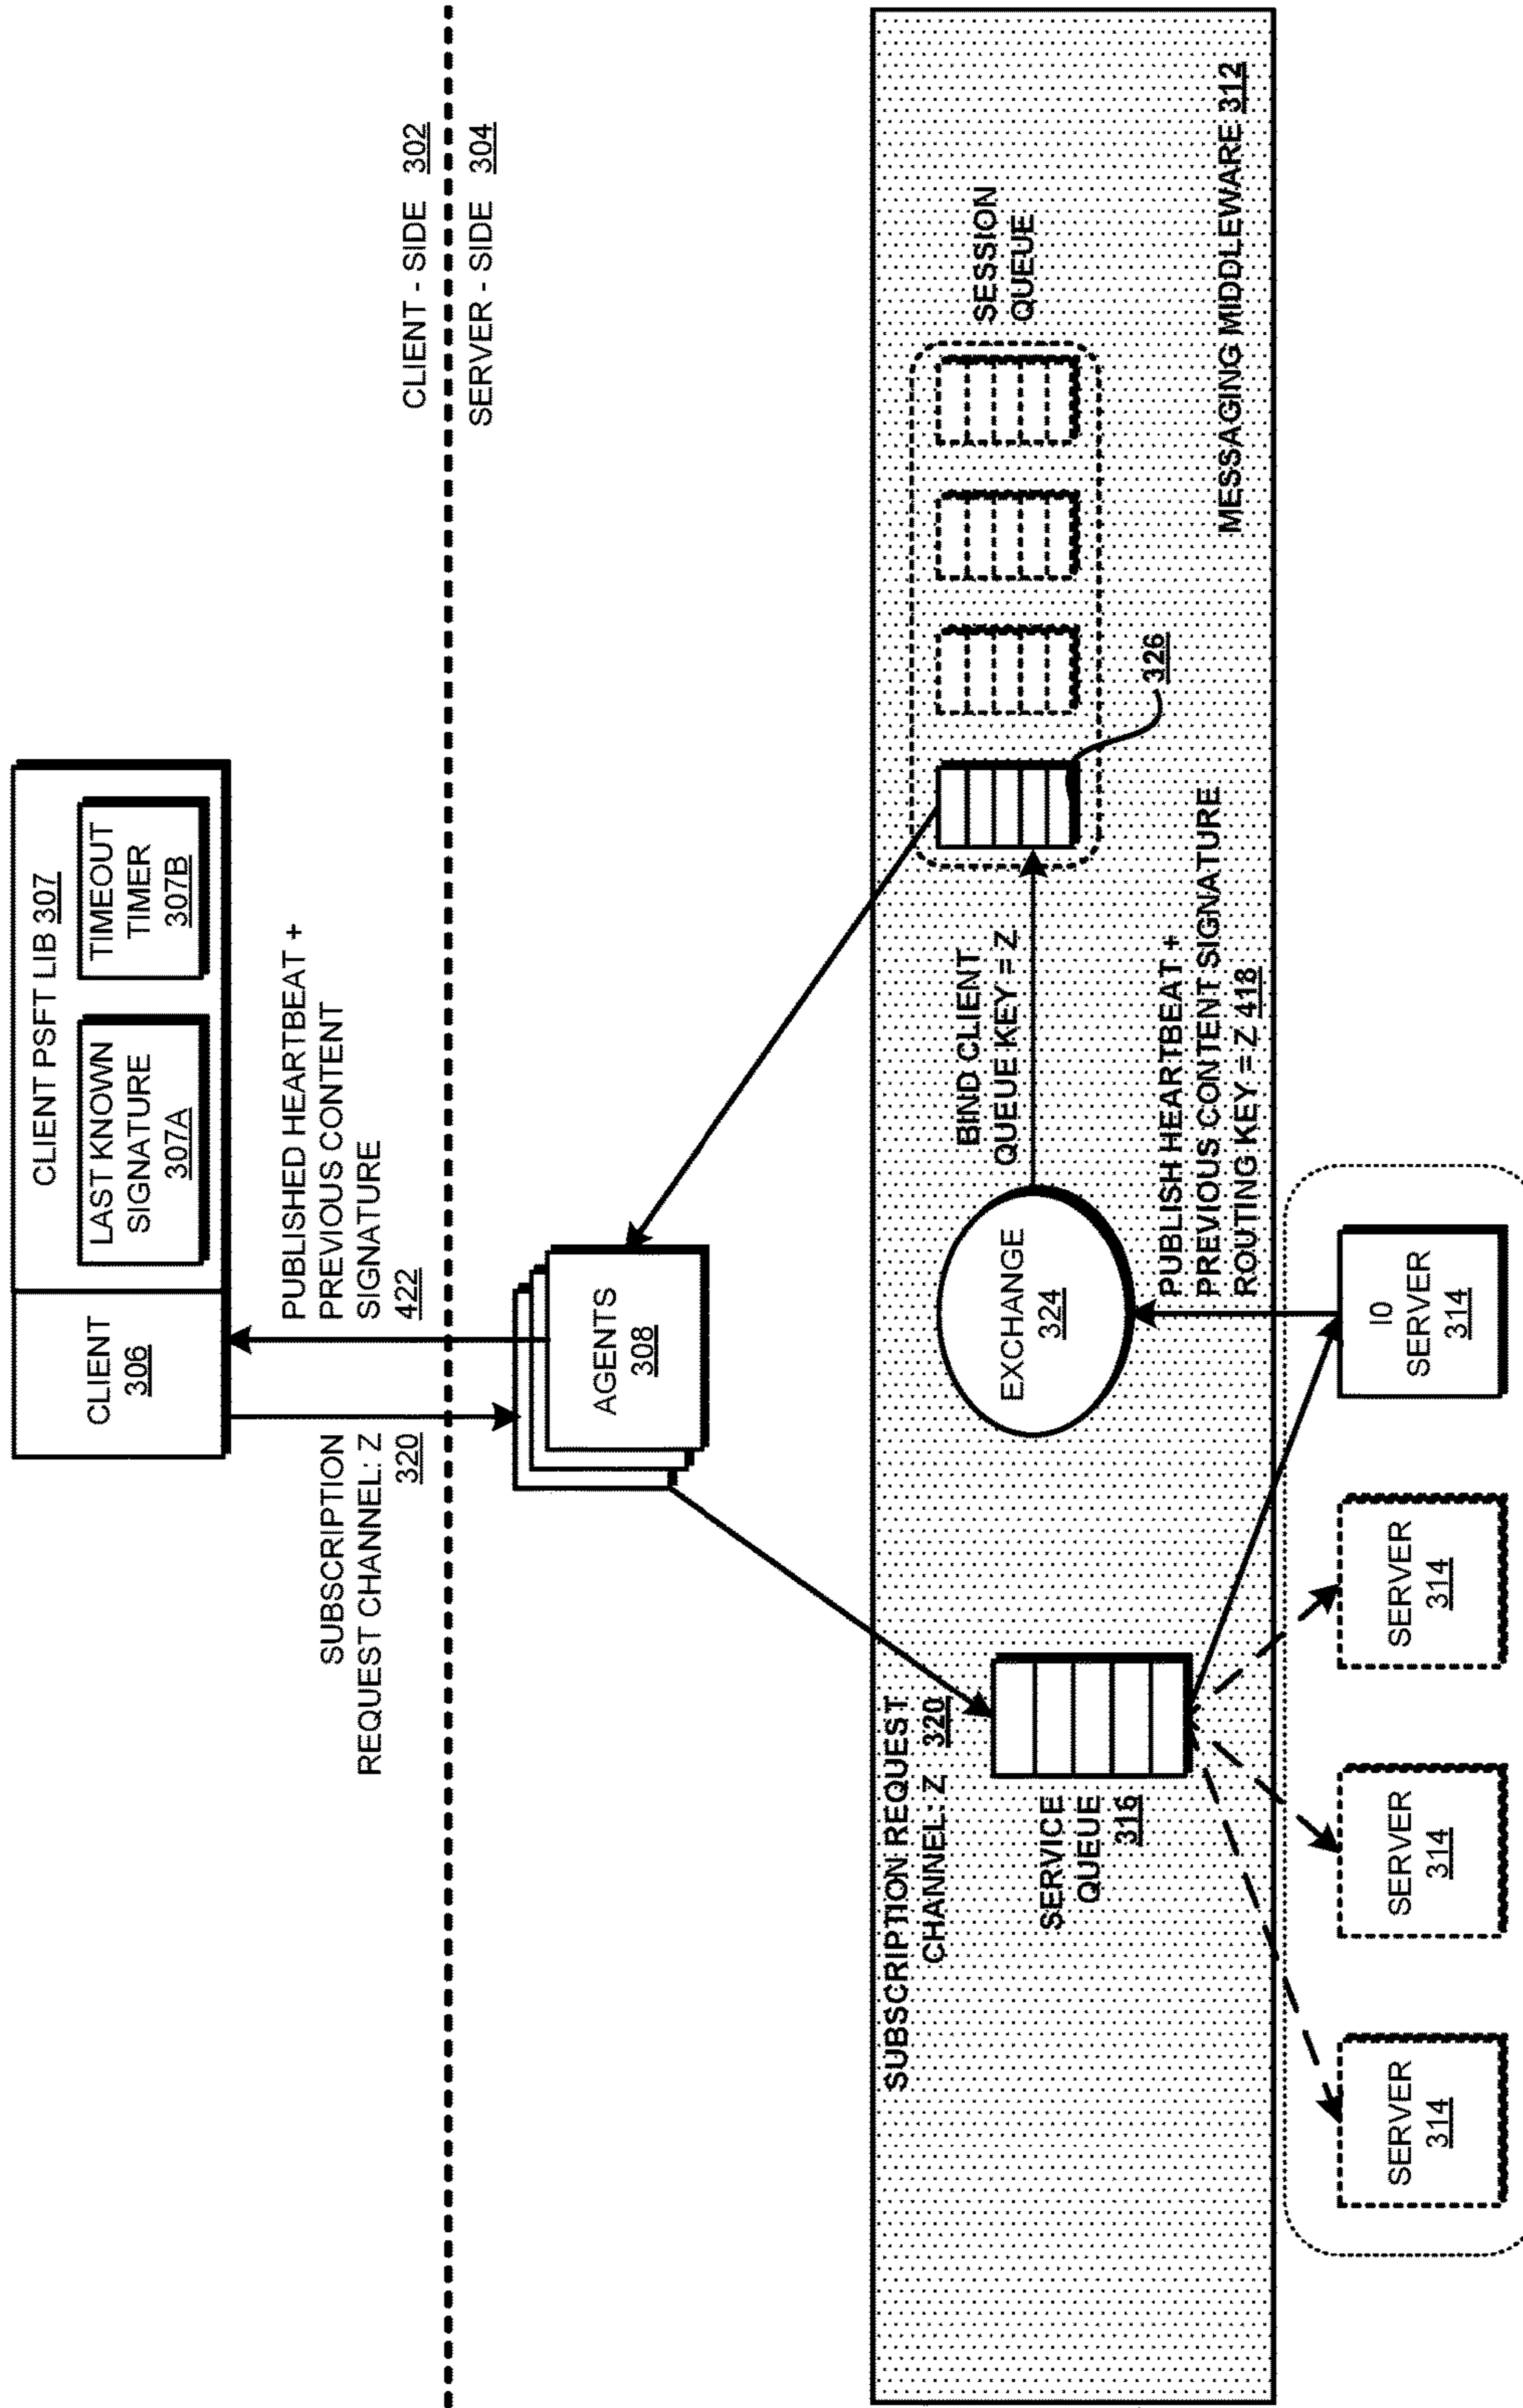 CLIENT
306
CLIENT PSFT LIB 307
LAST KNOWN
SIGNATURE
307A
TIMEOUT
TIMER
307B
SUBSCRIPTION
REQUEST CHANNEL: Z
320
PUBLISHED HEARTBEAT +
PREVIOUS CONTENT
SIGNATURE
422
CLIENT - SIDE 302
SERVER - SIDE 304
AGENTS
308
SUBSCRIPTION REQUEST
CHANNEL: Z 320
SERVICE
QUEUE
316
EXCHANGE
324
BIND CLIENT
QUEUE KEY = Z
SESSION
QUEUE
326
PUBLISH HEARTBEAT +
PREVIOUS CONTENT SIGNATURE
ROUTING KEY = Z 418
MESSAGING MIDDLEWARE 312
SERVER
314
SERVER
314
SERVER
314
I0
SERVER
314